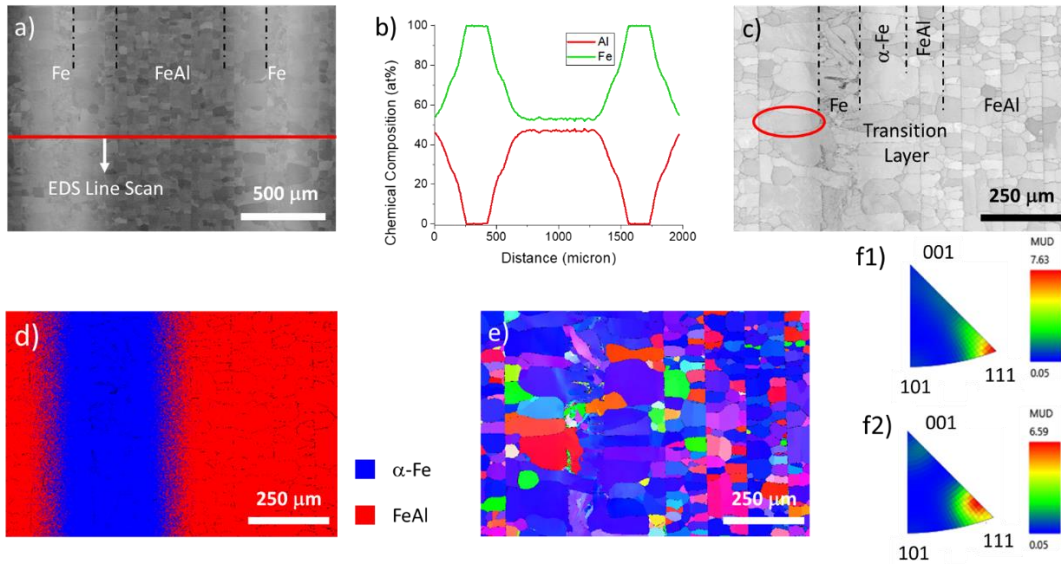 a)
Fe
FeAl
Fe
EDS Line Scan
500 μm
b)
Chemical Composition (at%)
100
80
60
40
20
0
0
500
1000
1500
2000
Distance (micron)
Al
Fe
c)
Fe
α-Fe
FeAl
FeAl
Transition
Layer
250 μm
d)
250 μm
α-Fe
FeAl
e)
250 μm
f1)
001
101
111
MUD
7.63
0.05
f2)
001
101
111
MUD
6.59
0.05